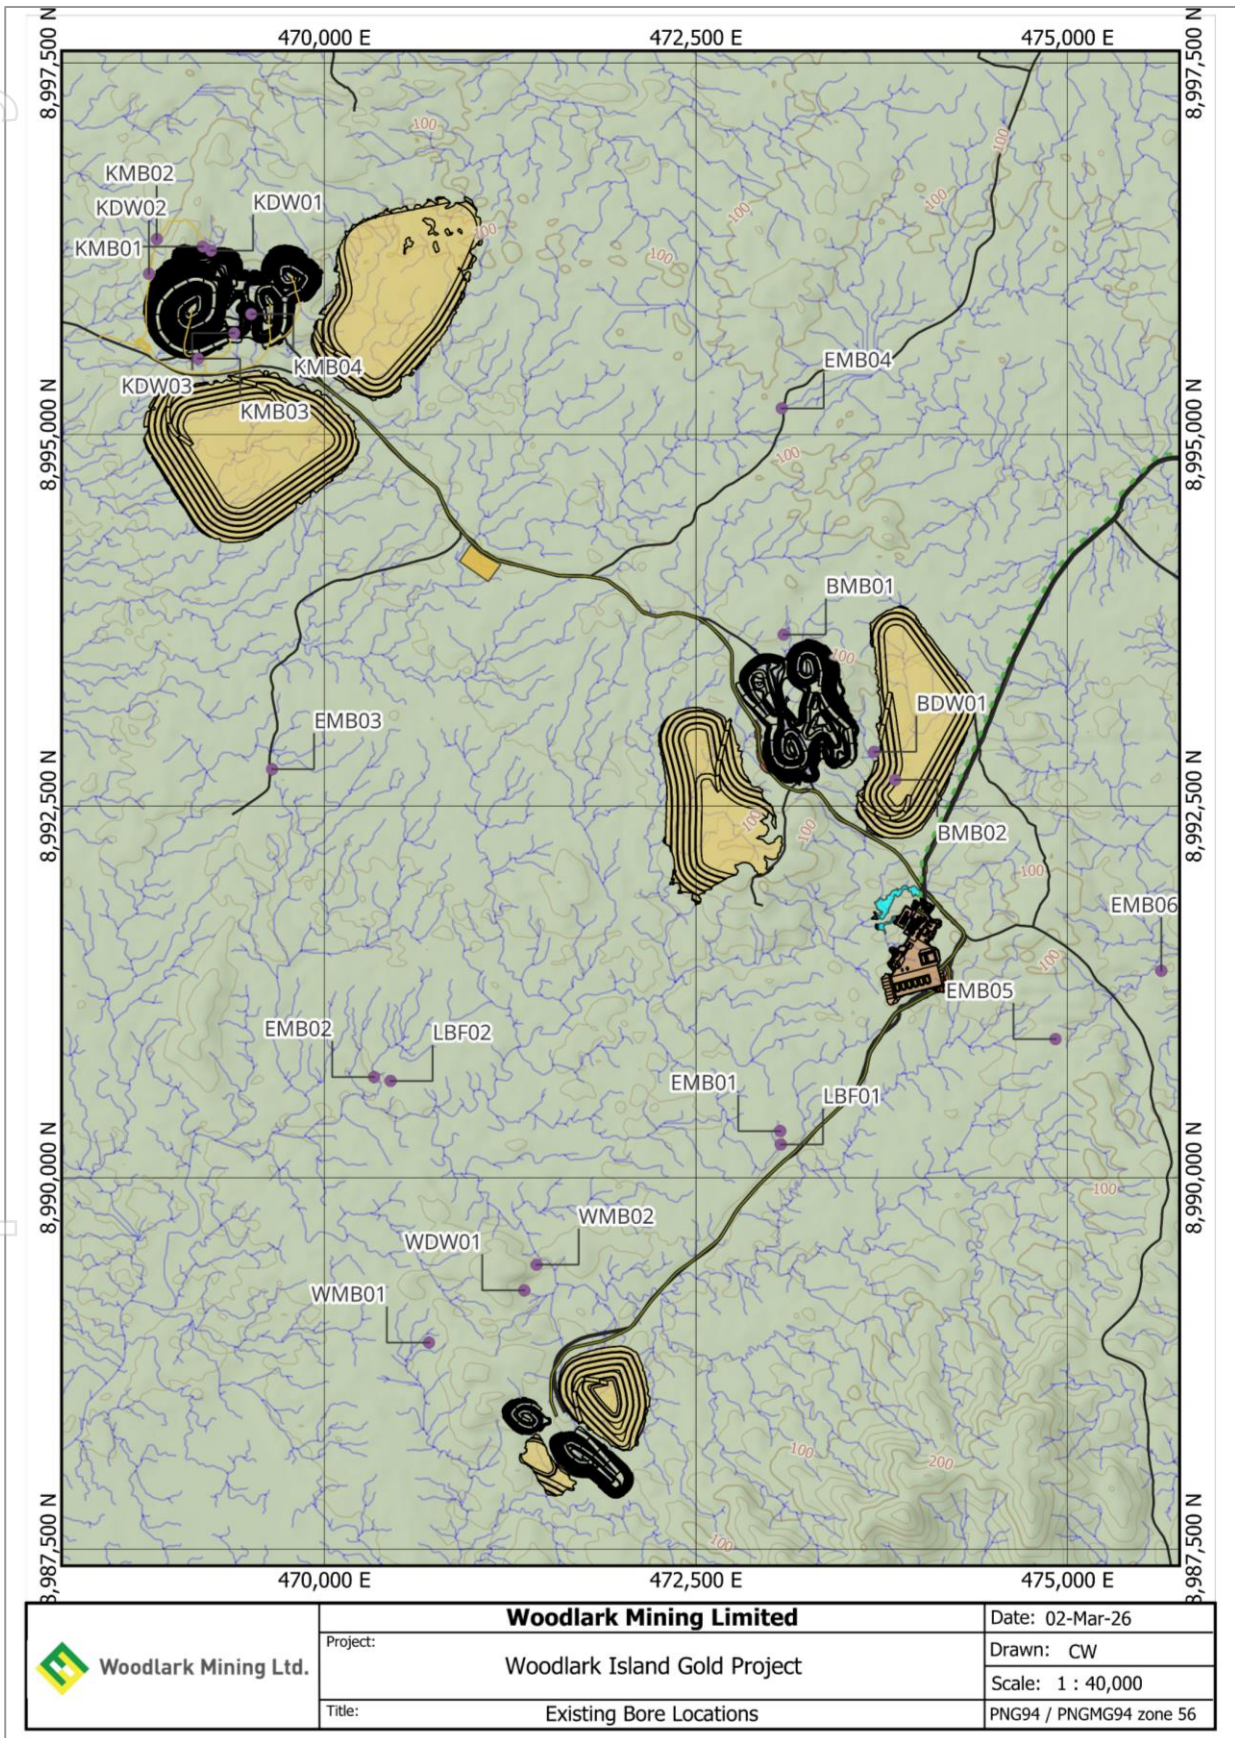 470,000 E
472,500 E
475,000 E
8,997,500 N
8,997,500 N
100
100
KMB02
KDW02
KDW01
100
100
KMB01
100
100
KMB04
EMB04
KDW03
KMB03
8,995,000 N
8,995,000 N
100
BMB01
100
BDW01
EMB03
8,992,500 N
8,992,500 N
100
100
BMB02
100
EMB06
100
EMB05
EMB02
LBF02
EMB01
LBF01
8,990,000 N
8,990,000 N
100
WMB02
WDW01
WMB01
100
200
100
8,987,500 N
8,987,500 N
470,000 E
472,500 E
475,000 E
Woodlark Mining Ltd.
Woodlark Mining Limited
Project:
Woodlark Island Gold Project
Title:
Existing Bore Locations
Date: 02-Mar-26
Drawn: CW
Scale: 1 : 40,000
PNG94 / PNGMG94 zone 56